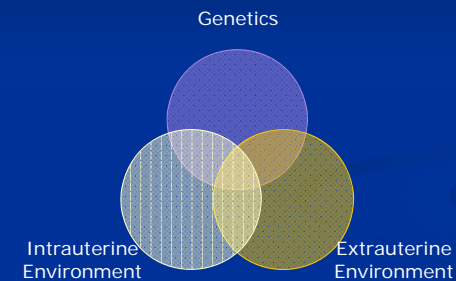 Genetics
Intrauterine
Environment
Extrauterine
Environment